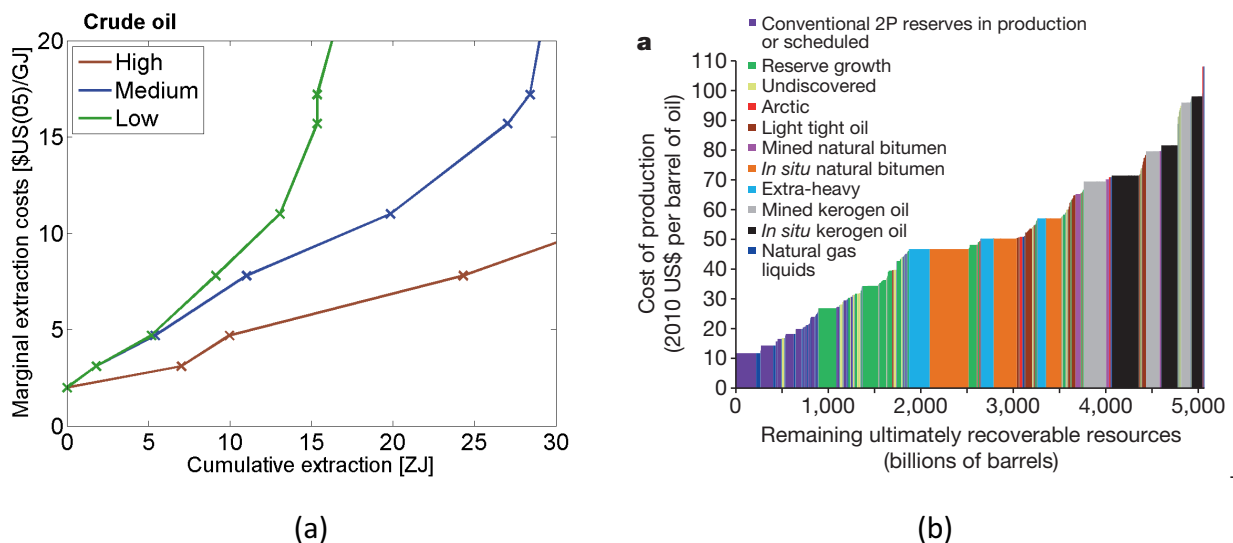 Crude oil
20
15
10
5
0
High
Medium
Low
Marginal extraction costs [$US(05)/GJ]
0 5 10 15 20 25 30
Cumulative extraction [ZJ]
(a)
a
Conventional 2P reserves in production
or scheduled
Reserve growth
Undiscovered
Arctic
Light tight oil
Mined natural bitumen
In situ natural bitumen
Extra-heavy
Mined kerogen oil
In situ kerogen oil
Natural gas
liquids
110
100
90
80
70
60
50
40
30
20
10
0
Cost of production
(2010 US$ per barrel of oil)
0 1,000 2,000 3,000 4,000 5,000
Remaining ultimately recoverable resources
(billions of barrels)
(b)